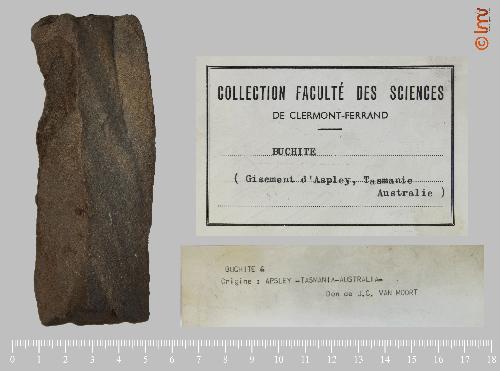 © lmv
COLLECTION FACULTÉ DES SCIENCES
DE CLERMONT-FERRAND
BUCHITE
( Gisement d'Aspley, Tasmanie
Australie )
BUCHITE &
Origine : APSLEY -TASMANIA-AUSTRALIA-
Don de J.C. VAN MOORT
0 1 2 3 4 5 6 7 8 9 10 11 12 13 14 15 16 17 18